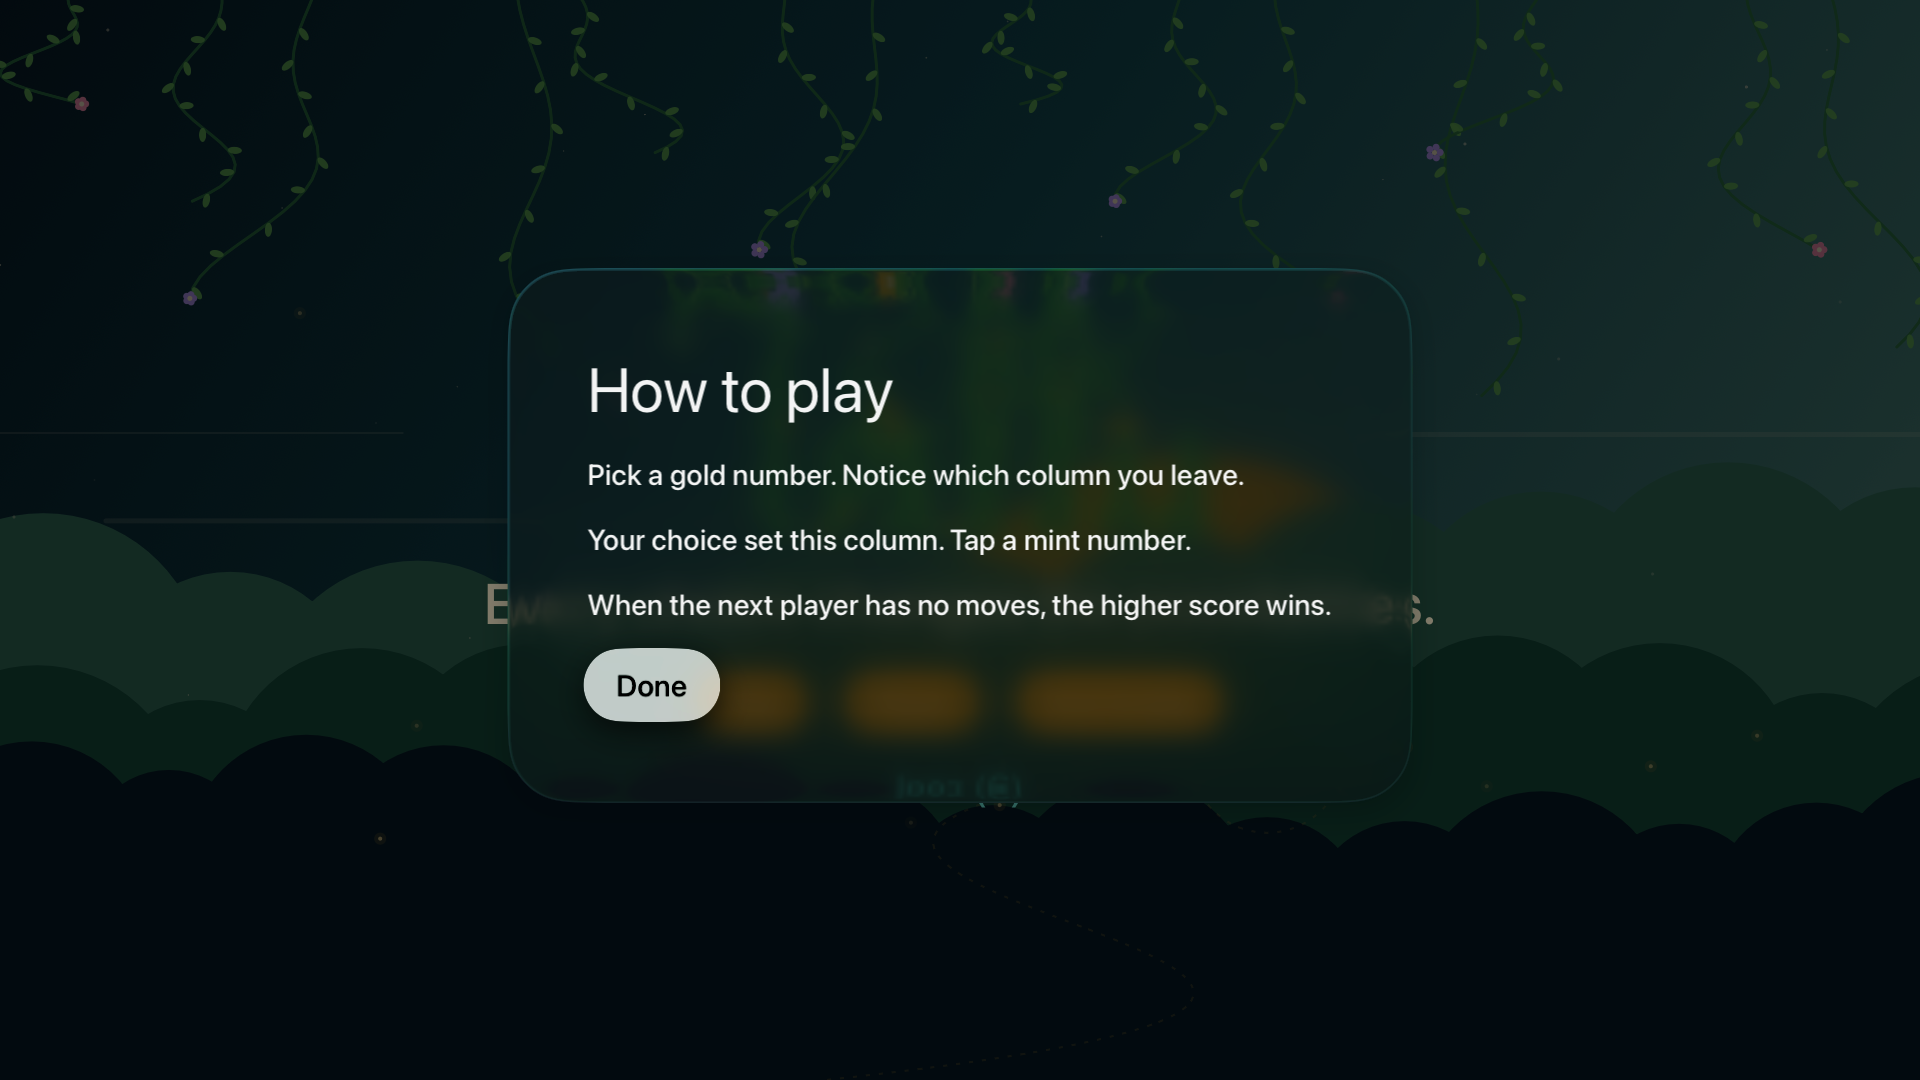 How to play
Pick a gold number. Notice which column you leave.
Your choice set this column. Tap a mint number.
When the next player has no moves, the higher score wins.
Done